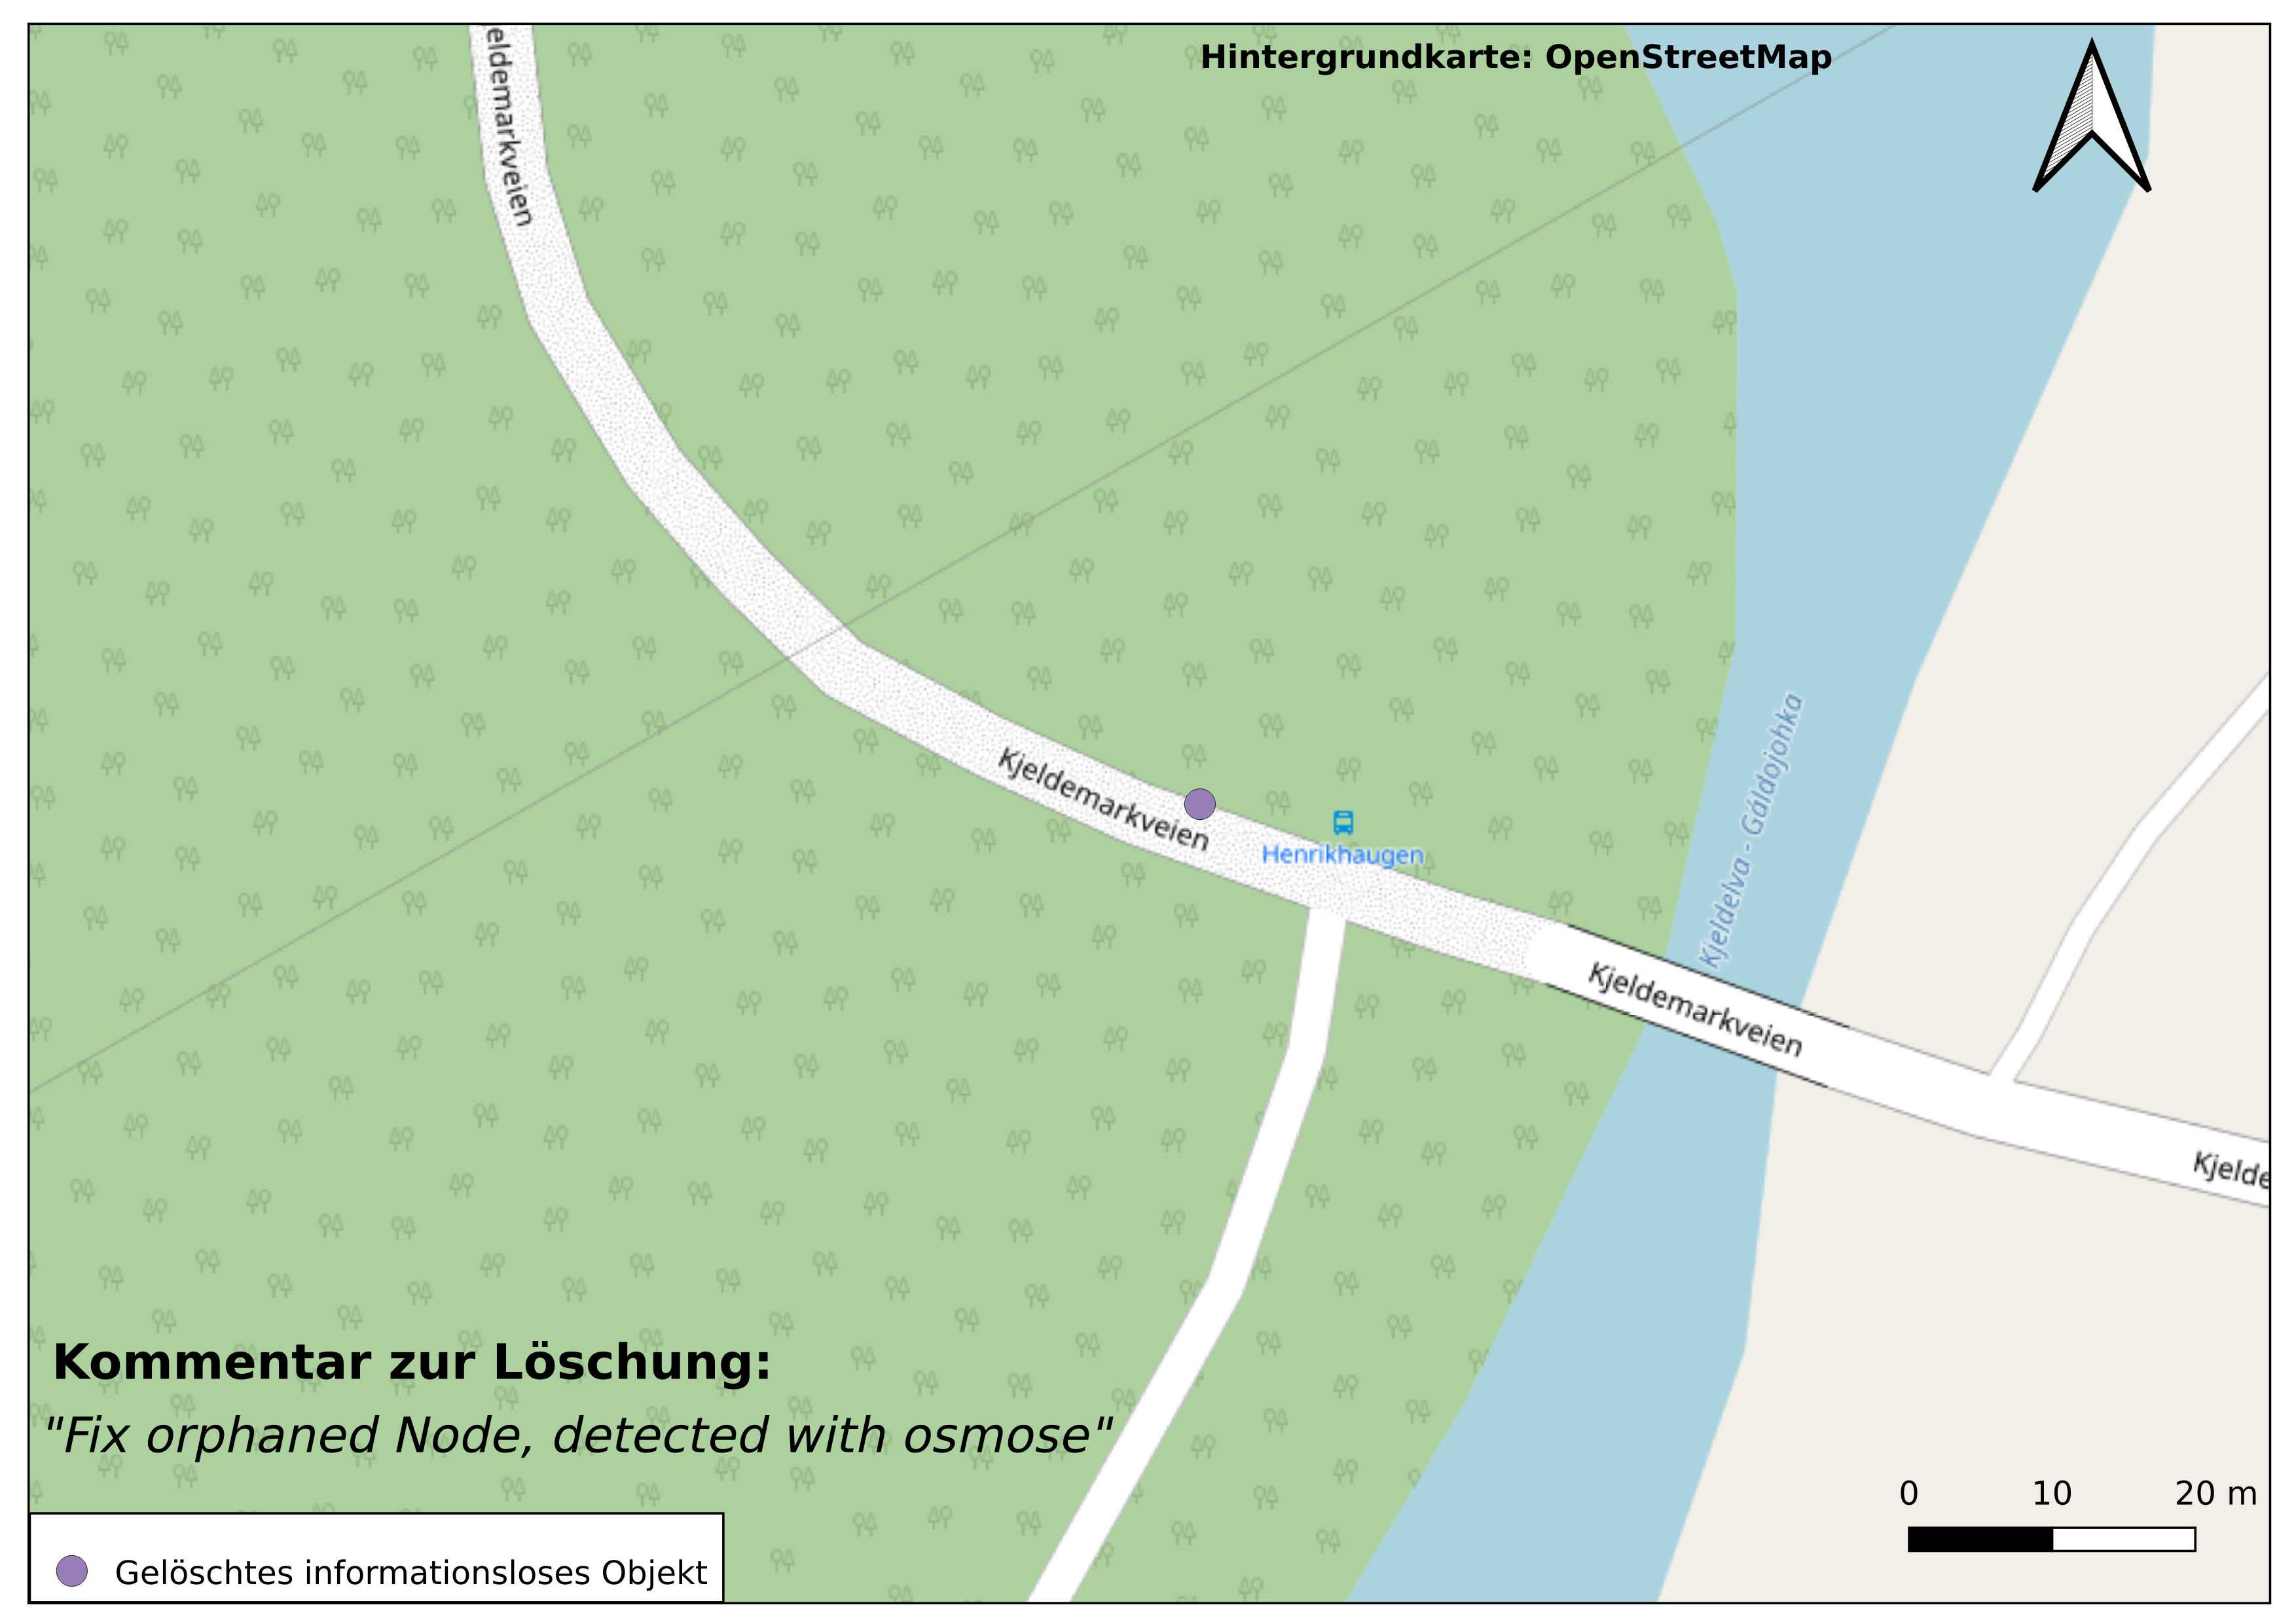 eldemarkveien
Hintergrundkarte: OpenStreetMap
Kjeldemarkveien
Henrikhaugen
Kjeldelva - Gáldojohka
Kjeldemarkveien
Kjelde
Kommentar zur Löschung:
"Fix orphaned Node, detected with osmose"
0 10 20 m
Gelöschtes informationsloses Objekt